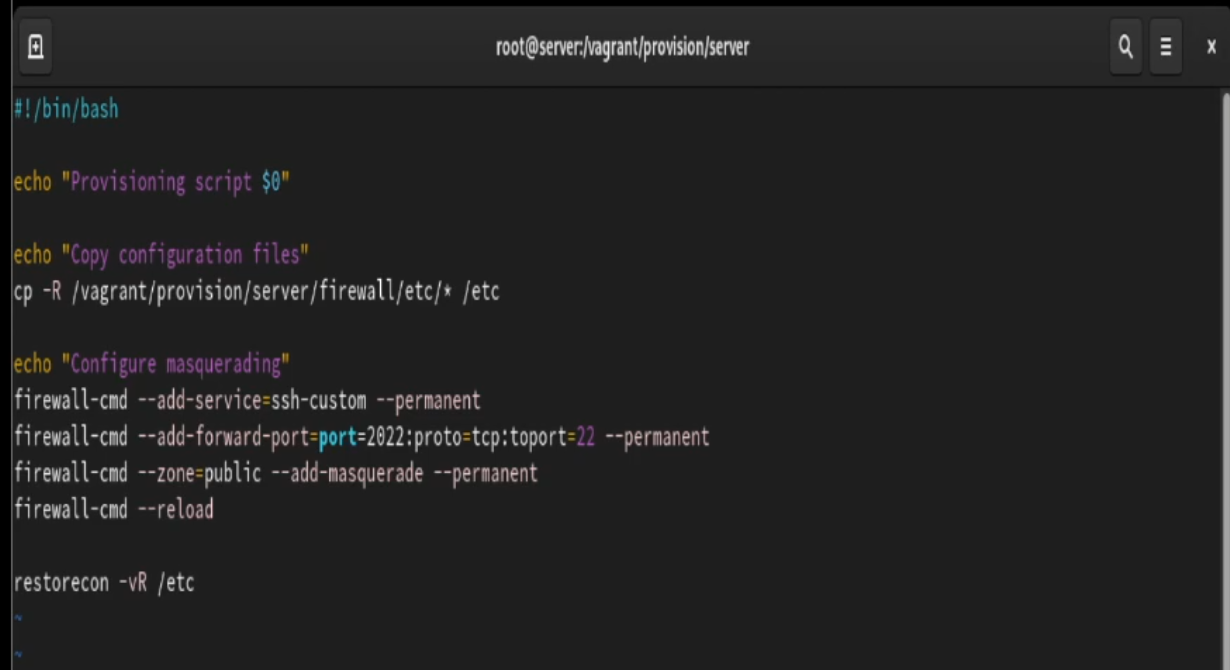 root@server:/vagrant/provision/server
#!/bin/bash
echo "Provisioning script $0"
echo "Copy configuration files"
cp -R /vagrant/provision/server/firewall/etc/* /etc
echo "Configure masquerading"
firewall-cmd --add-service=ssh-custom --permanent
firewall-cmd --add-forward-port=port=2022:proto=tcp:toport=22 --permanent
firewall-cmd --zone=public --add-masquerade --permanent
firewall-cmd --reload
restorecon -vR /etc
~
~